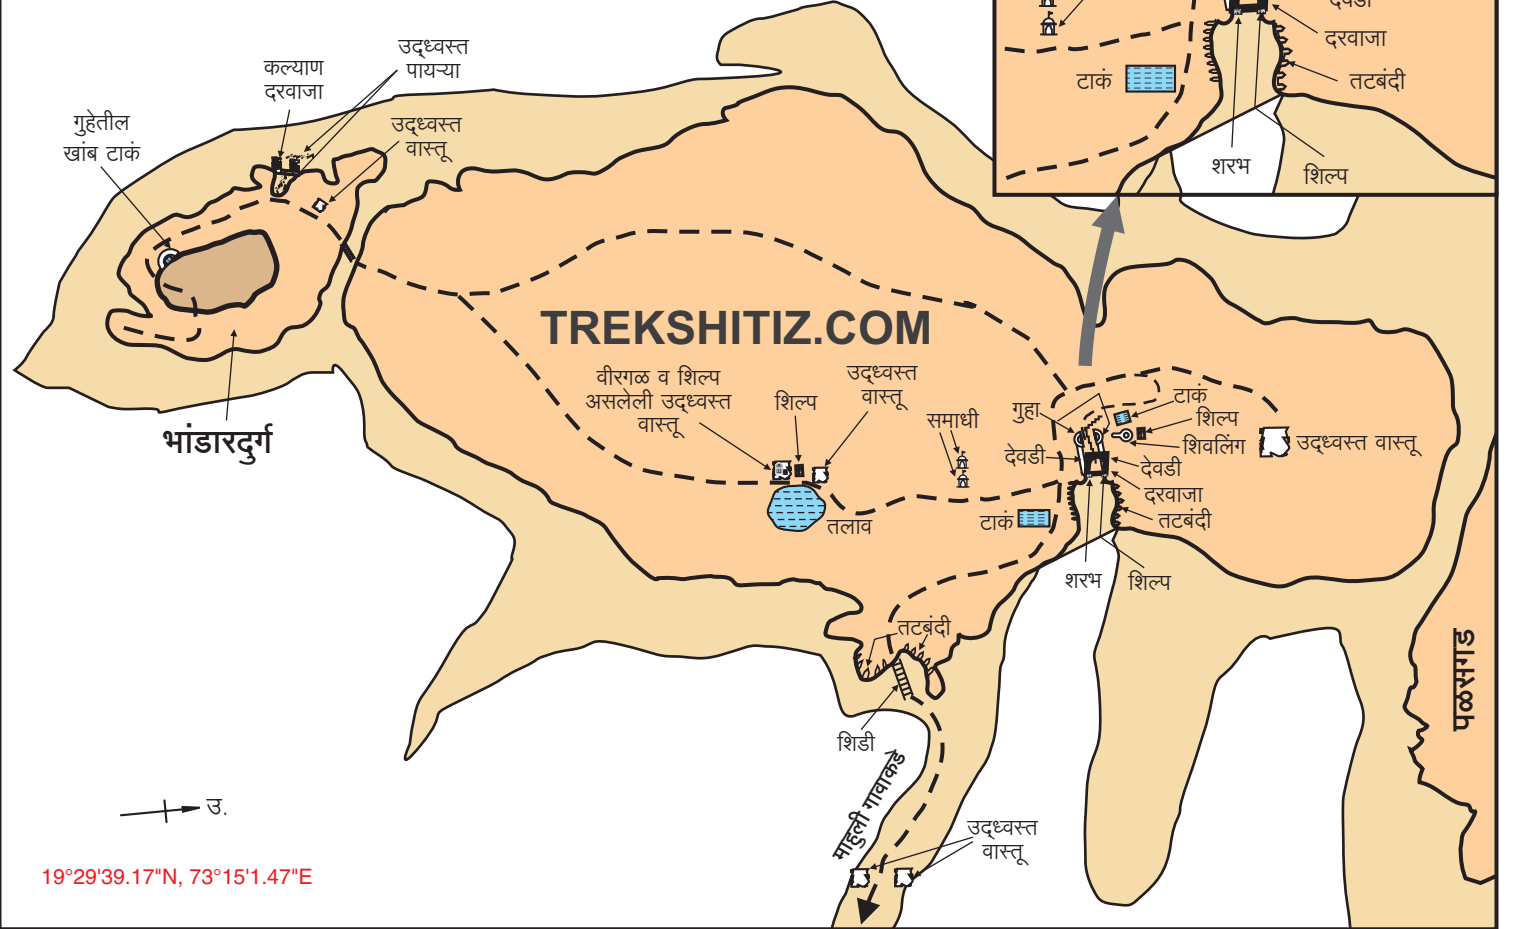 देवडी
दरवाजा
तटबंदी
टाकं
शरभ
शिल्प
उद्ध्वस्त
पायऱ्या
कल्याण
दरवाजा
गुहेतील
खांब टाकं
उद्ध्वस्त
वास्तू
भांडारदुर्ग
TREKSHITIZ.COM
वीरगळ व शिल्प
असलेली उद्ध्वस्त
वास्तू
शिल्प
उद्ध्वस्त
वास्तू
समाधी
गुहा
टाकं
शिल्प
शिवलिंग
उद्ध्वस्त वास्तू
देवडी
देवडी
दरवाजा
तटबंदी
टाकं
तलाव
शरभ
शिल्प
तटबंदी
शिडी
माहुली गावाकडे
पळसगड
उद्ध्वस्त
वास्तू
उ.
19°29'39.17"N, 73°15'1.47"E